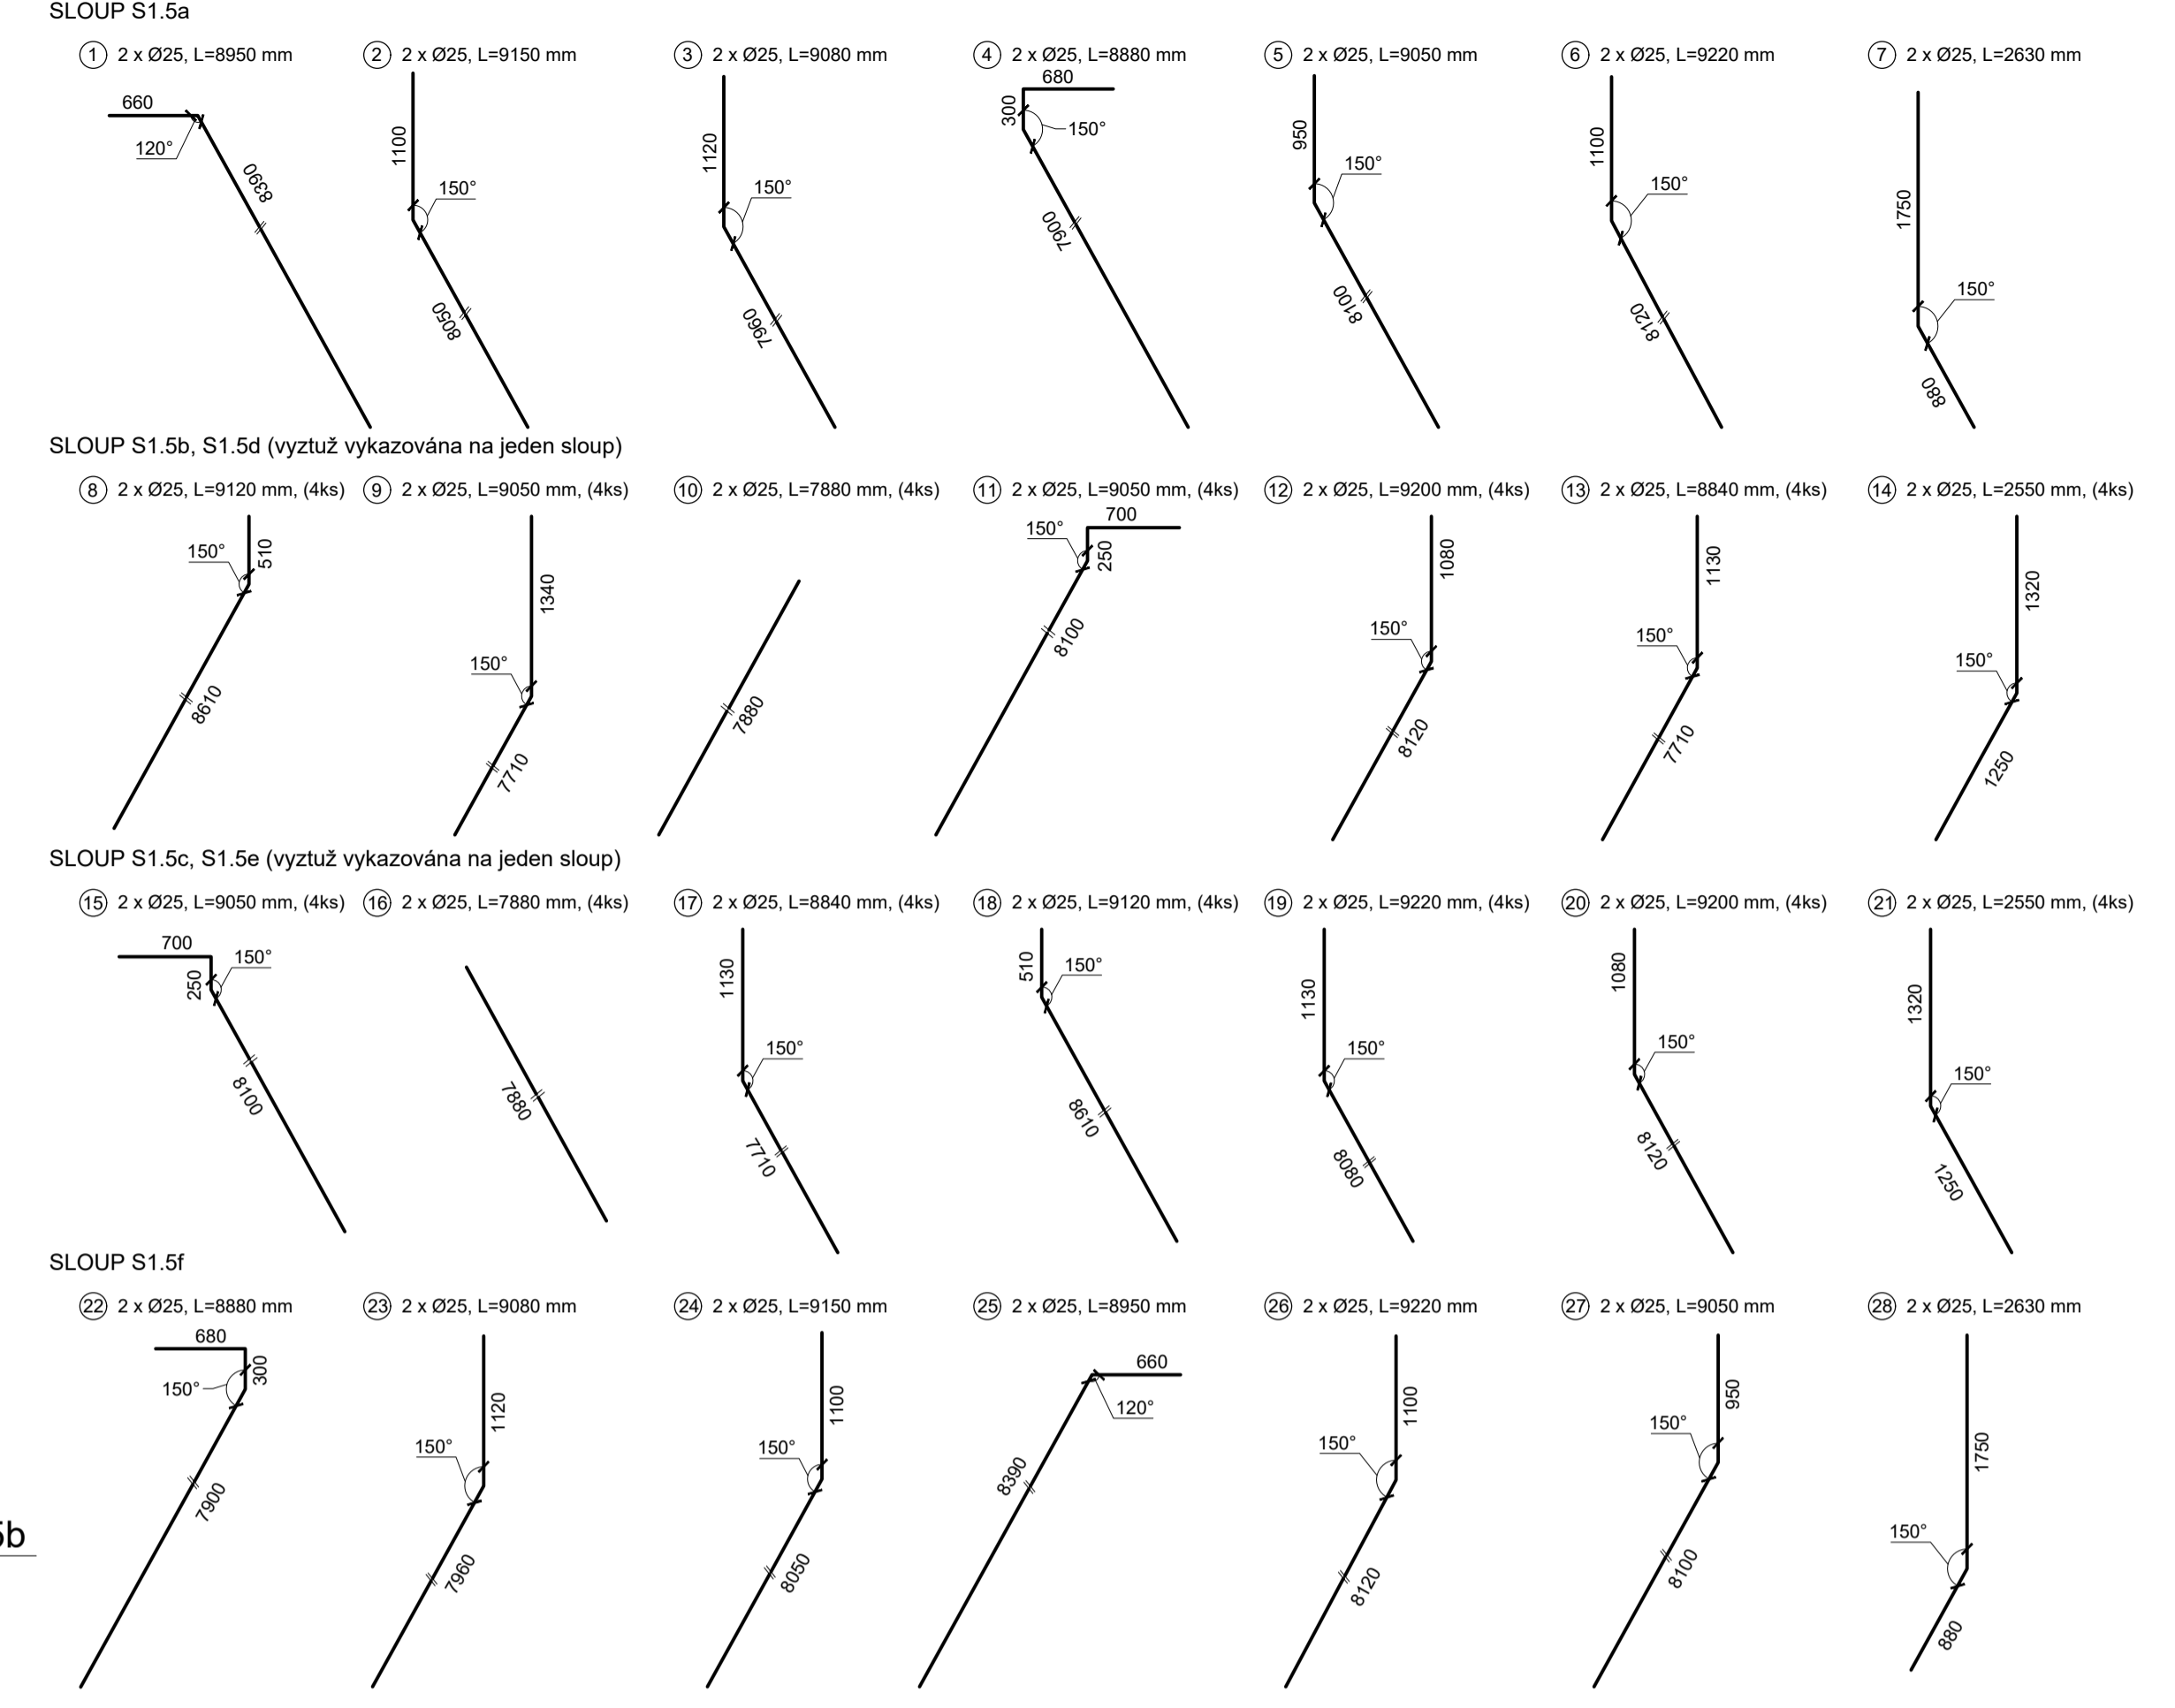 SLOUP S1.5a
1 2 x Ø25, L=8950 mm 2 2 x Ø25, L=9150 mm 3 2 x Ø25, L=9080 mm 4 2 x Ø25, L=8880 mm 5 2 x Ø25, L=9050 mm 6 2 x Ø25, L=9220 mm 7 2 x Ø25, L=2630 mm
660 120° 8390
1100 150° 8050
1120 150° 7960
680 300 150° 7900
950 150° 8100
1100 150° 8120
1750 150° 880
SLOUP S1.5b, S1.5d (vyztuž vykazována na jeden sloup)
8 2 x Ø25, L=9120 mm, (4ks) 9 2 x Ø25, L=9050 mm, (4ks) 10 2 x Ø25, L=7880 mm, (4ks) 11 2 x Ø25, L=9050 mm, (4ks) 12 2 x Ø25, L=9200 mm, (4ks) 13 2 x Ø25, L=8840 mm, (4ks) 14 2 x Ø25, L=2550 mm, (4ks)
150° 510 8610
1340 150° 7710
7880
700 150° 250 8100
1080 150° 8120
1130 150° 7710
1320 150° 1250
SLOUP S1.5c, S1.5e (vyztuž vykazována na jeden sloup)
15 2 x Ø25, L=9050 mm, (4ks) 16 2 x Ø25, L=7880 mm, (4ks) 17 2 x Ø25, L=8840 mm, (4ks) 18 2 x Ø25, L=9120 mm, (4ks) 19 2 x Ø25, L=9220 mm, (4ks) 20 2 x Ø25, L=9200 mm, (4ks) 21 2 x Ø25, L=2550 mm, (4ks)
700 150° 250 8100
7880
1130 150° 7710
510 150° 8610
1130 150° 8080
1080 150° 8120
1320 150° 1250
SLOUP S1.5f
22 2 x Ø25, L=8880 mm 23 2 x Ø25, L=9080 mm 24 2 x Ø25, L=9150 mm 25 2 x Ø25, L=8950 mm 26 2 x Ø25, L=9220 mm 27 2 x Ø25, L=9050 mm 28 2 x Ø25, L=2630 mm
680 300 150° 7900
1120 150° 7960
1100 150° 8050
660 120° 8390
1100 150° 8120
950 150° 8100
1750 150° 880